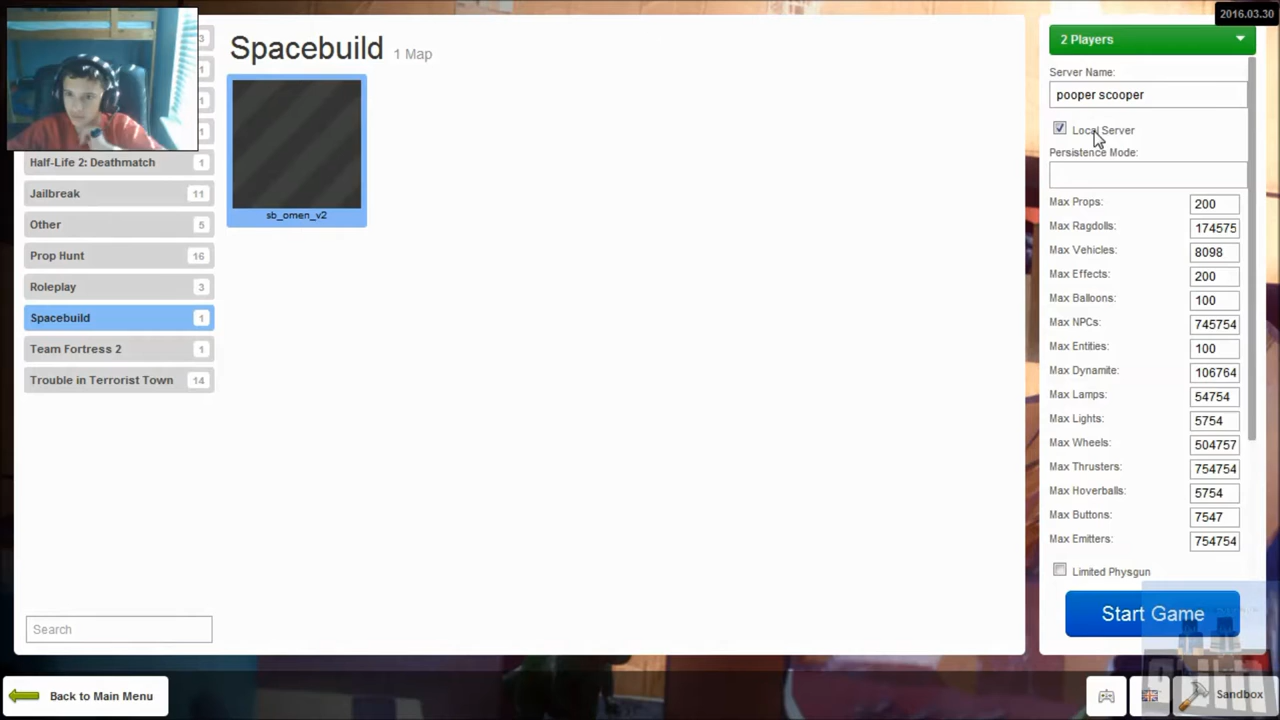 2016.03.30
Spacebuild 1 Map
3
1
1
1
Half-Life 2: Deathmatch 1
Jailbreak 11
Other 5
Prop Hunt 16
Roleplay 3
Spacebuild 1
Team Fortress 2 1
Trouble in Terrorist Town 14
sb_omen_v2
Search
Back to Main Menu
2 Players
Server Name:
pooper scooper
Local Server
Persistence Mode:
Max Props: 200
Max Ragdolls: 174575
Max Vehicles: 8098
Max Effects: 200
Max Balloons: 100
Max NPCs: 745754
Max Entities: 100
Max Dynamite: 106764
Max Lamps: 54754
Max Lights: 5754
Max Wheels: 504757
Max Thrusters: 754754
Max Hoverballs: 5754
Max Buttons: 7547
Max Emitters: 754754
Limited Physgun
Start Game
Sandbox